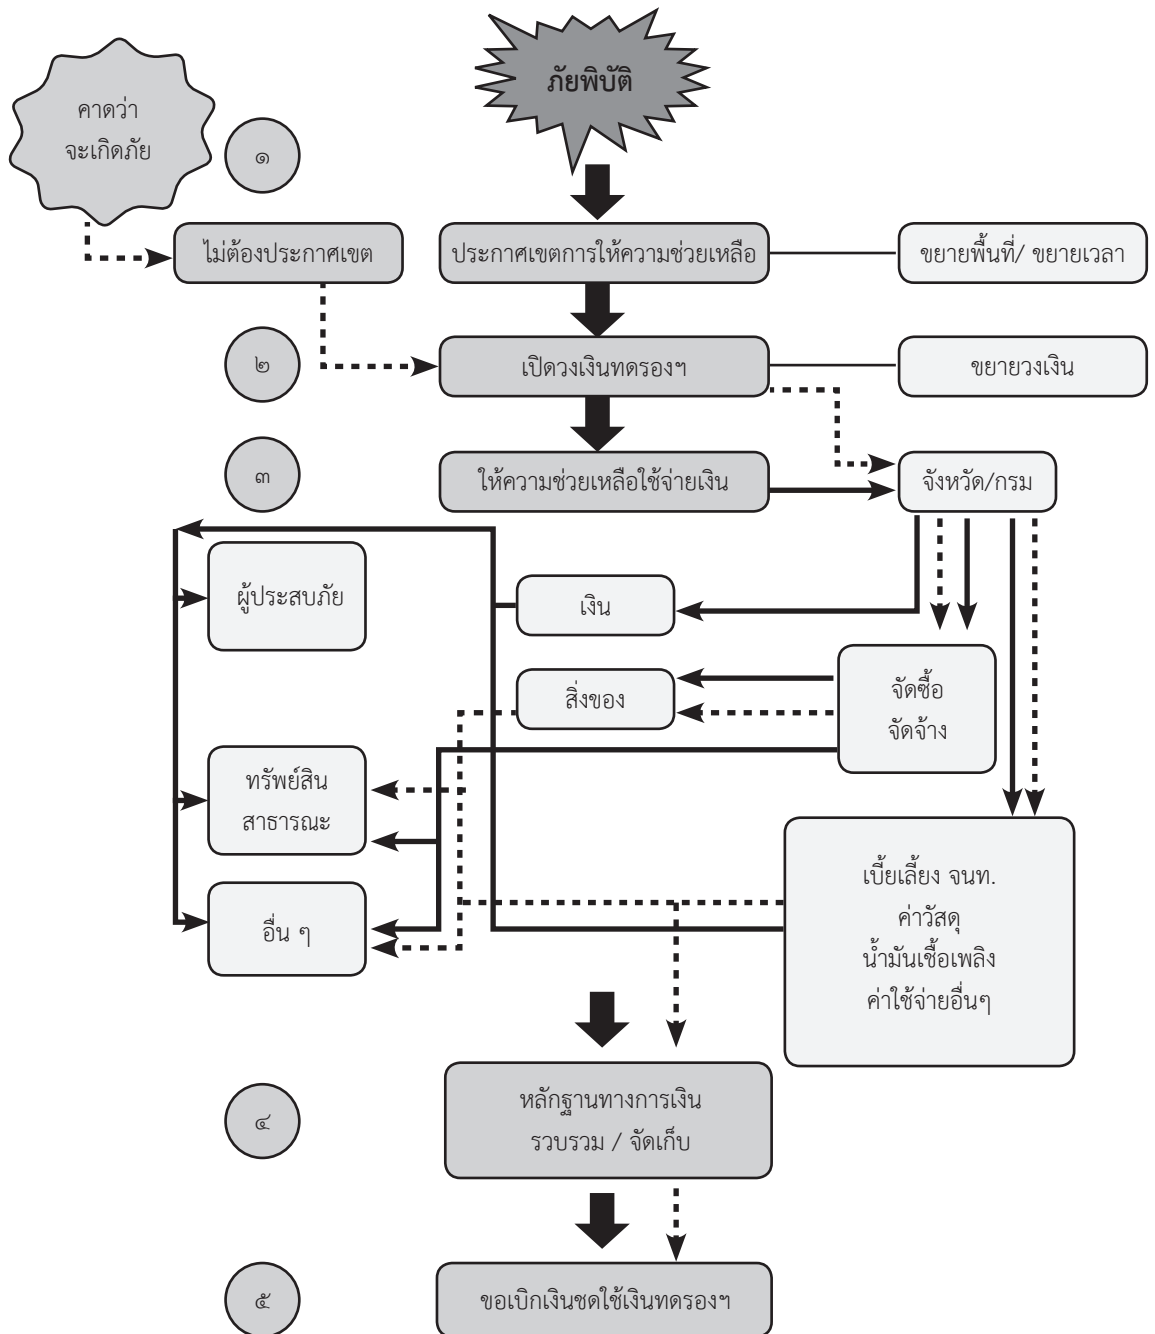 ภัยพิบัติ
คาดว่า
จะเกิดภัย
๑
ไม่ต้องประกาศเขต
ประกาศเขตการให้ความช่วยเหลือ
ขยายพื้นที่/ ขยายเวลา
๒
เปิดวงเงินทดรองฯ
ขยายวงเงิน
๓
ให้ความช่วยเหลือใช้จ่ายเงิน
จังหวัด/กรม
ผู้ประสบภัย
เงิน
สิ่งของ
จัดซื้อ
จัดจ้าง
ทรัพย์สิน
สาธารณะ
อื่น ๆ
เบี้ยเลี้ยง จนท.
ค่าวัสดุ
น้ำมันเชื้อเพลิง
ค่าใช้จ่ายอื่นๆ
๔
หลักฐานทางการเงิน
รวบรวม / จัดเก็บ
๕
ขอเบิกเงินชดใช้เงินทดรองฯ